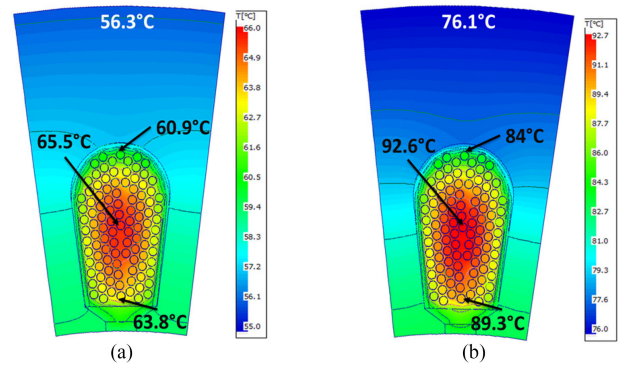 56.3°C
60.9°C
65.5°C
63.8°C
T[°C]
66.0
64.9
63.8
62.7
61.6
60.5
59.4
58.3
57.2
56.1
55.0
(a)
76.1°C
84°C
92.6°C
89.3°C
T[°C]
92.7
91.1
89.4
87.7
86.0
84.3
82.7
81.0
79.3
77.6
76.0
(b)